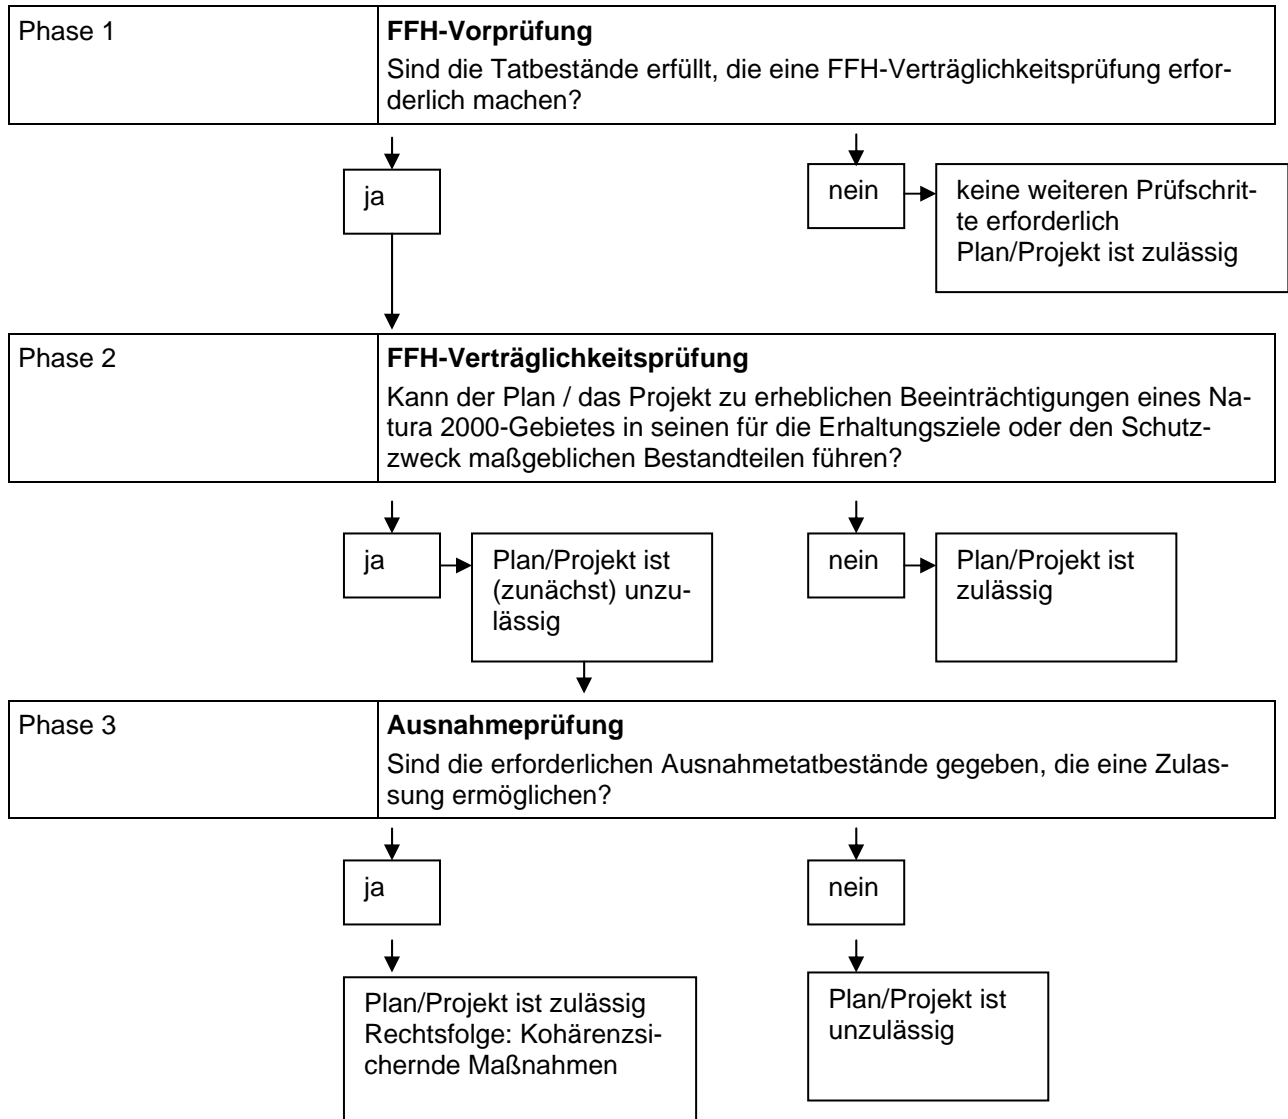 Phase 1
FFH-Vorprüfung
Sind die Tatbestände erfüllt, die eine FFH-Verträglichkeitsprüfung erfor-
derlich machen?
ja
nein
keine weiteren Prüfschrit-
te erforderlich
Plan/Projekt ist zulässig
Phase 2
FFH-Verträglichkeitsprüfung
Kann der Plan / das Projekt zu erheblichen Beeinträchtigungen eines Na-
tura 2000-Gebietes in seinen für die Erhaltungsziele oder den Schutz-
zweck maßgeblichen Bestandteilen führen?
ja
Plan/Projekt ist
(zunächst) unzu-
lässig
nein
Plan/Projekt ist
zulässig
Phase 3
Ausnahmeprüfung
Sind die erforderlichen Ausnahmetatbestände gegeben, die eine Zulas-
sung ermöglichen?
ja
nein
Plan/Projekt ist zulässig
Rechtsfolge: Kohärenzsi-
chernde Maßnahmen
Plan/Projekt ist
unzulässig